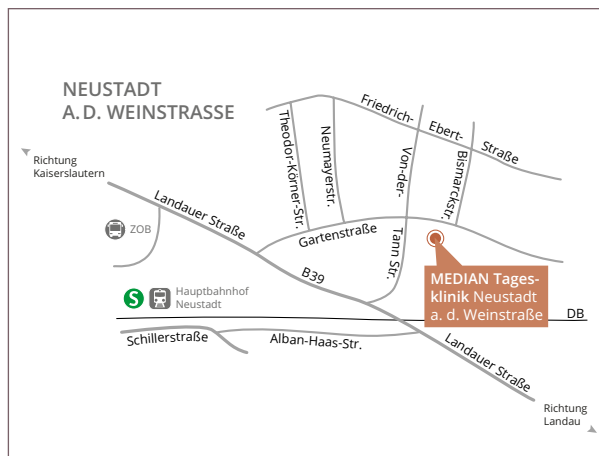 NEUSTADT
A. D. WEINSTRASSE
Richtung
Kaiserslautern
Landauer Straße
ZOB
Theodor-Körner-Str.
Neumayerstr.
Friedrich-
Ebert-
Straße
Von-der-
Tann Str.
Bismarckstr.
Gartenstraße
B39
S
Hauptbahnhof
Neustadt
MEDIAN Tages-
klinik Neustadt
a. d. Weinstraße
DB
Schillerstraße
Alban-Haas-Str.
Landauer Straße
Richtung
Landau